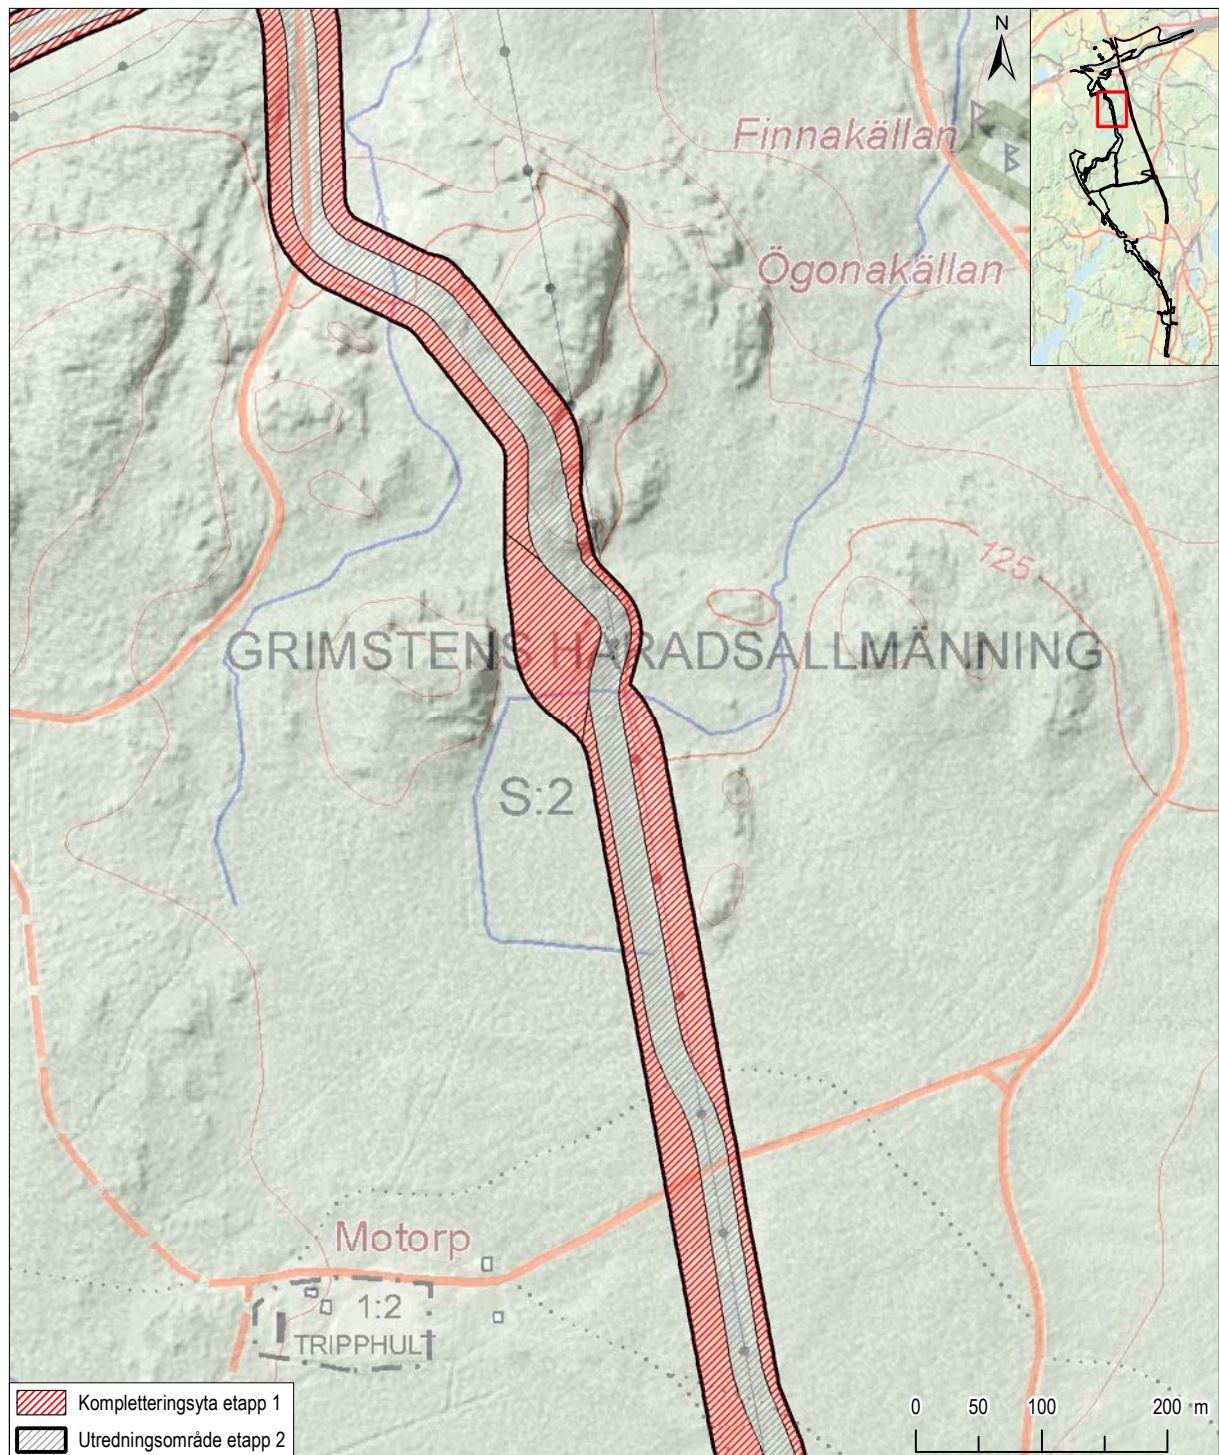 N
Finnakällan
Ögonakällan
125
GRIMSTENS HÄRADSALLMÄNNING
S:2
Motorp
1:2
TRIPPHULT
Kompletteringsyta etapp 1
Utredningsområde etapp 2
0 50 100 200 m